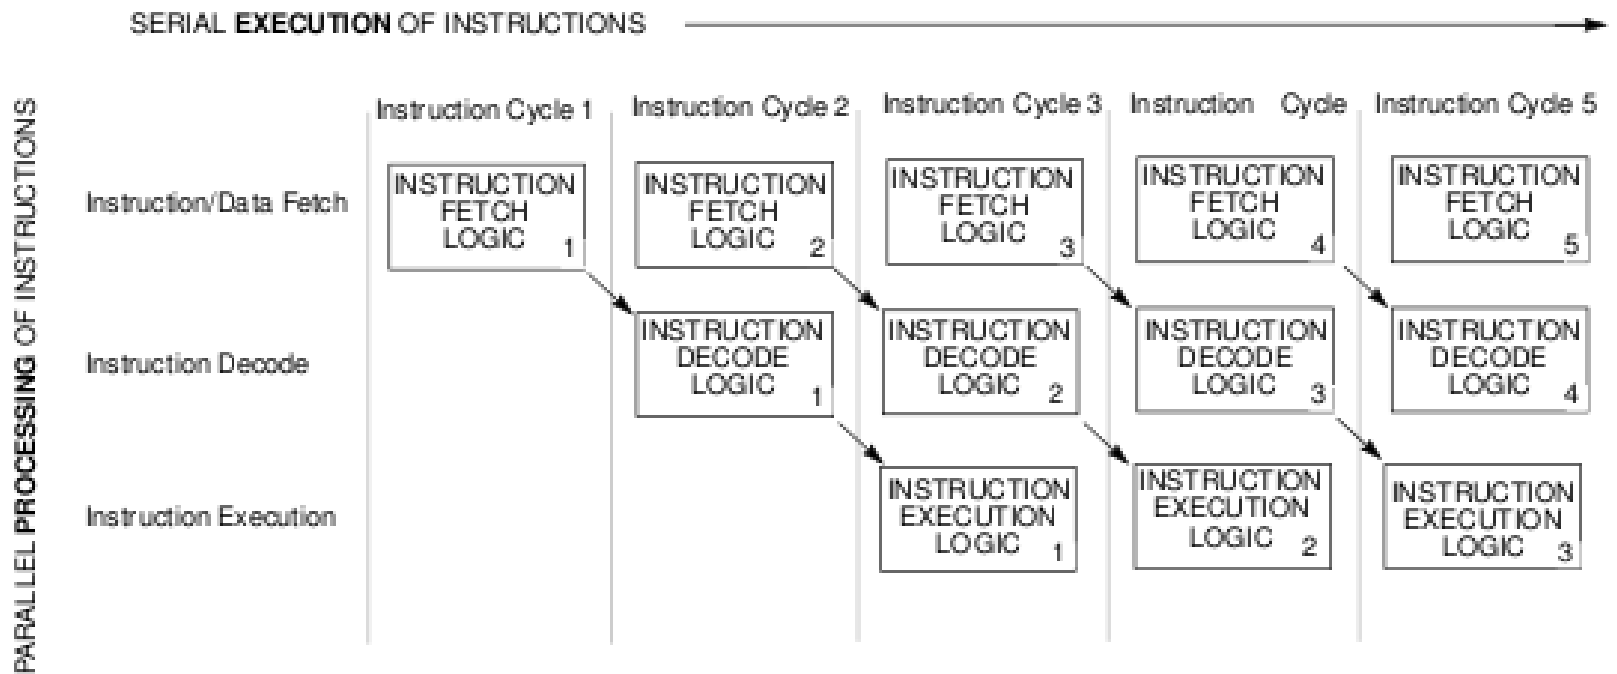 SERIAL EXECUTION OF INSTRUCTIONS
PARALLEL PROCESSING OF INSTRUCTIONS
Instruction Cycle 1
Instruction Cycle 2
Instruction Cycle 3
Instruction Cycle
Instruction Cycle 5
Instruction/Data Fetch
INSTRUCTION
FETCH
LOGIC 1
INSTRUCTION
FETCH
LOGIC 2
INSTRUCTION
FETCH
LOGIC 3
INSTRUCTION
FETCH
LOGIC 4
INSTRUCTION
FETCH
LOGIC 5
Instruction Decode
INSTRUCTION
DECODE
LOGIC 1
INSTRUCTION
DECODE
LOGIC 2
INSTRUCTION
DECODE
LOGIC 3
INSTRUCTION
DECODE
LOGIC 4
Instruction Execution
INSTRUCTION
EXECUTION
LOGIC 1
INSTRUCTION
EXECUTION
LOGIC 2
INSTRUCTION
EXECUTION
LOGIC 3